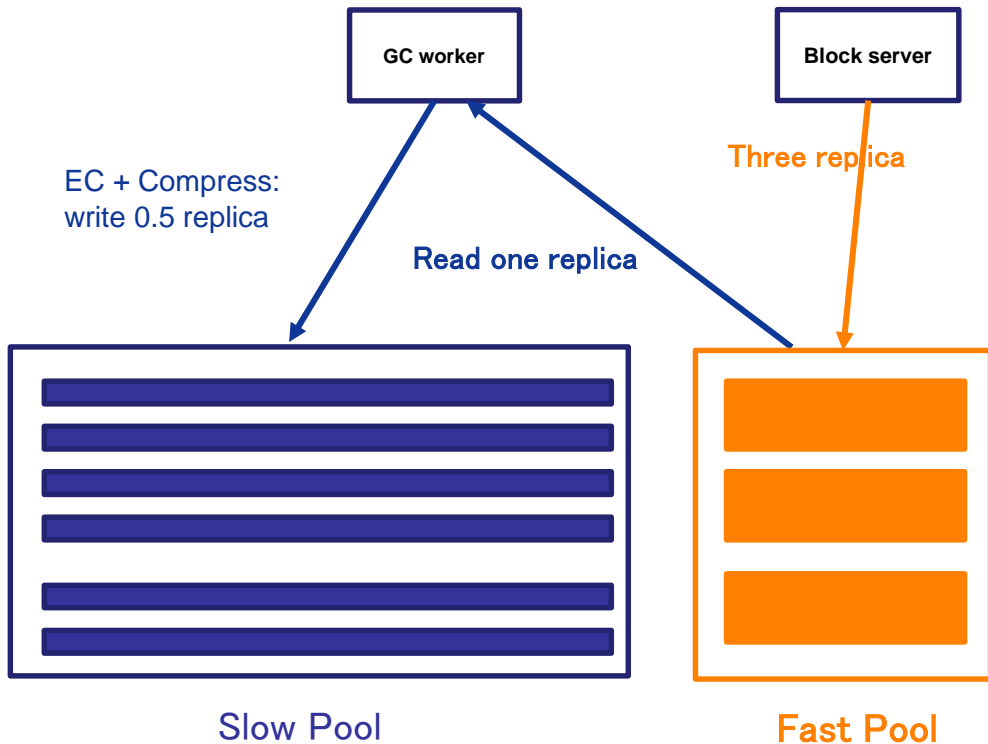 GC worker
Block server
Three replica
EC + Compress:
write 0.5 replica
Read one replica
Slow Pool
Fast Pool